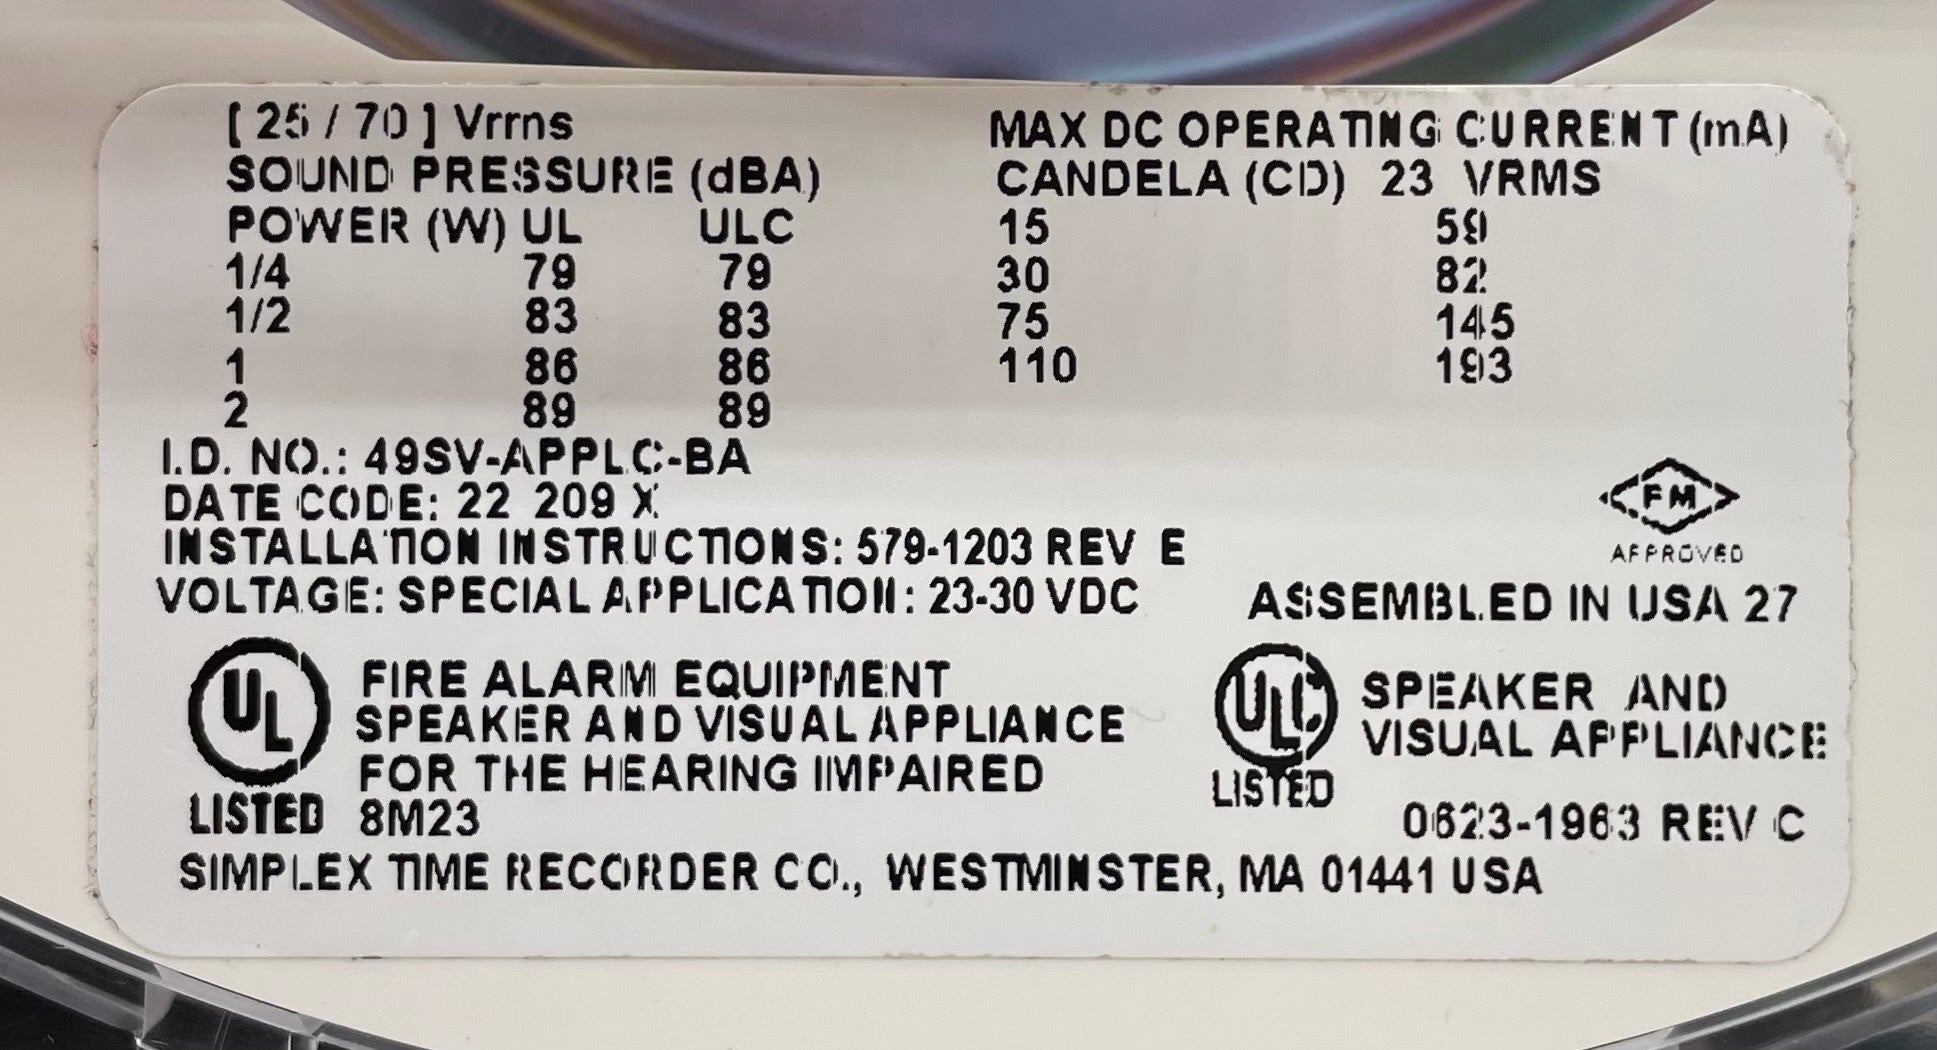 [ 25 / 70 ] Vrms
SOUND PRESSURE (dBA)
POWER (W) UL ULC
1/4 79 79
1/2 83 83
1 86 86
2 89 89
MAX DC OPERATING CURRENT (mA)
CANDELA (CD) 23 VRMS
15 59
30 82
75 145
110 193
I.D. NO.: 49SV-APPLC-BA
DATE CODE: 22 209 X
INSTALLATION INSTRUCTIONS: 579-1203 REV E
VOLTAGE: SPECIAL APPLICATION: 23-30 VDC
FM
APPROVED
ASSEMBLED IN USA 27
UL
LISTED
FIRE ALARM EQUIPMENT
SPEAKER AND VISUAL APPLIANCE
FOR THE HEARING IMPAIRED
8M23
ULC
LISTED
SPEAKER AND
VISUAL APPLIANCE
0623-1963 REV C
SIMPLEX TIME RECORDER CO., WESTMINSTER, MA 01441 USA